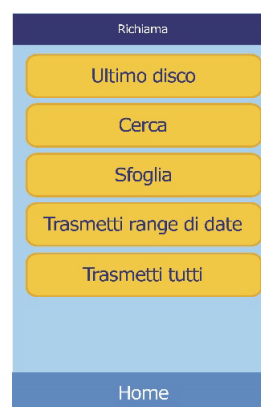 Richiama
Ultimo disco
Cerca
Sfoglia
Trasmetti range di date
Trasmetti tutti
Home